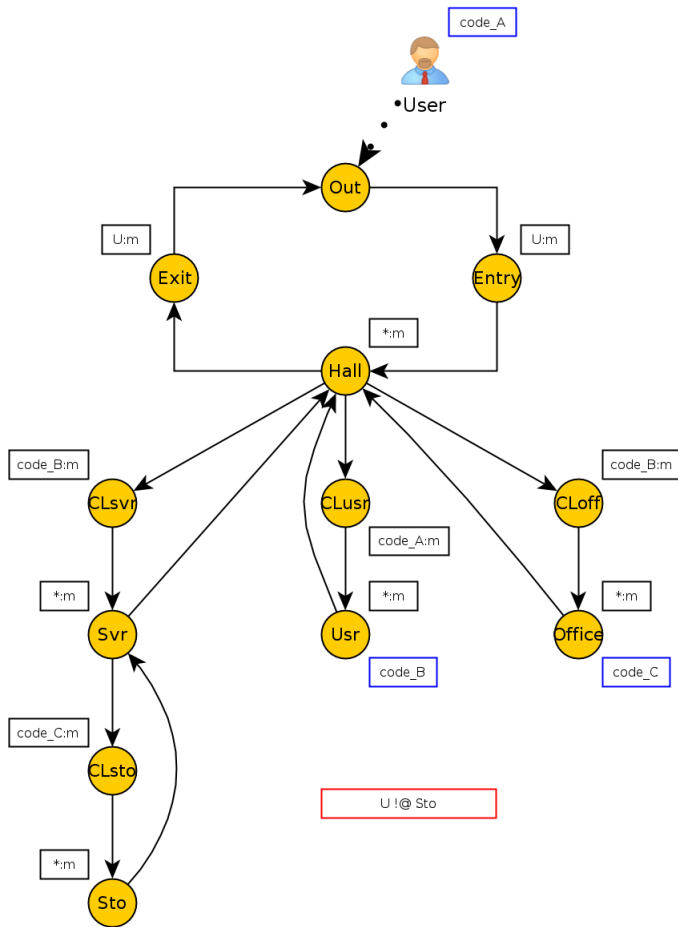 code_A
User
Out
U:m
U:m
Exit
Entry
*:m
Hall
code_B:m
code_B:m
CLsvr
CLusr
CLoff
code_A:m
*:m
*:m
*:m
Svr
Usr
Office
code_B
code_C
code_C:m
CLsto
U !@ Sto
*:m
Sto